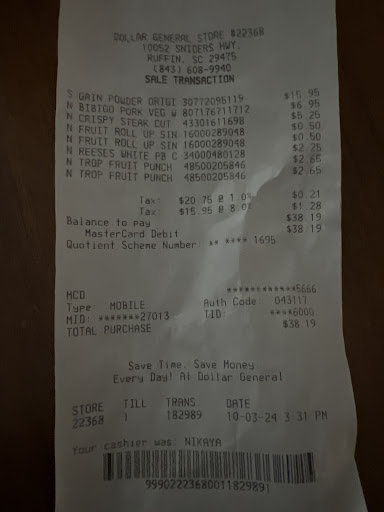 DOLLAR GENERAL STORE #22368
10052 SNIDERS HWY.
RUFFIN, SC 29475
(843) 608-9940
SALE TRANSACTION
S GAIN POWDER ORIGI 30772095119 $15.95
N BIBIGO PORK VEG W 807176711712 $6.95
N CRISPY STEAK CUT 43301611698 $5.25
N FRUIT ROLL UP SIN 16000289048 $0.50
N FRUIT ROLL UP SIN 16000289048 $0.50
N REESES WHITE PB C 34000480128 $2.25
N TROP FRUIT PUNCH 48500205846 $2.65
N TROP FRUIT PUNCH 48500205846 $2.65
Tax: $20.75 @ 1.0% $0.21
Tax: $15.95 @ 8.0% $1.28
Balance to pay $38.19
MasterCard Debit $38.19
Quotient Scheme Number: ** **** 1695
MCD ************5666
Type: MOBILE Auth Code: 043117
MID: *******27013 TID: ****6000
TOTAL PURCHASE $38.19
Save Time. Save Money
Every Day! At Dollar General
STORE TILL TRANS DATE
22368 1 182989 10-03-24 3:31 PM
Your cashier was: NIKAYA
99902223680011829891